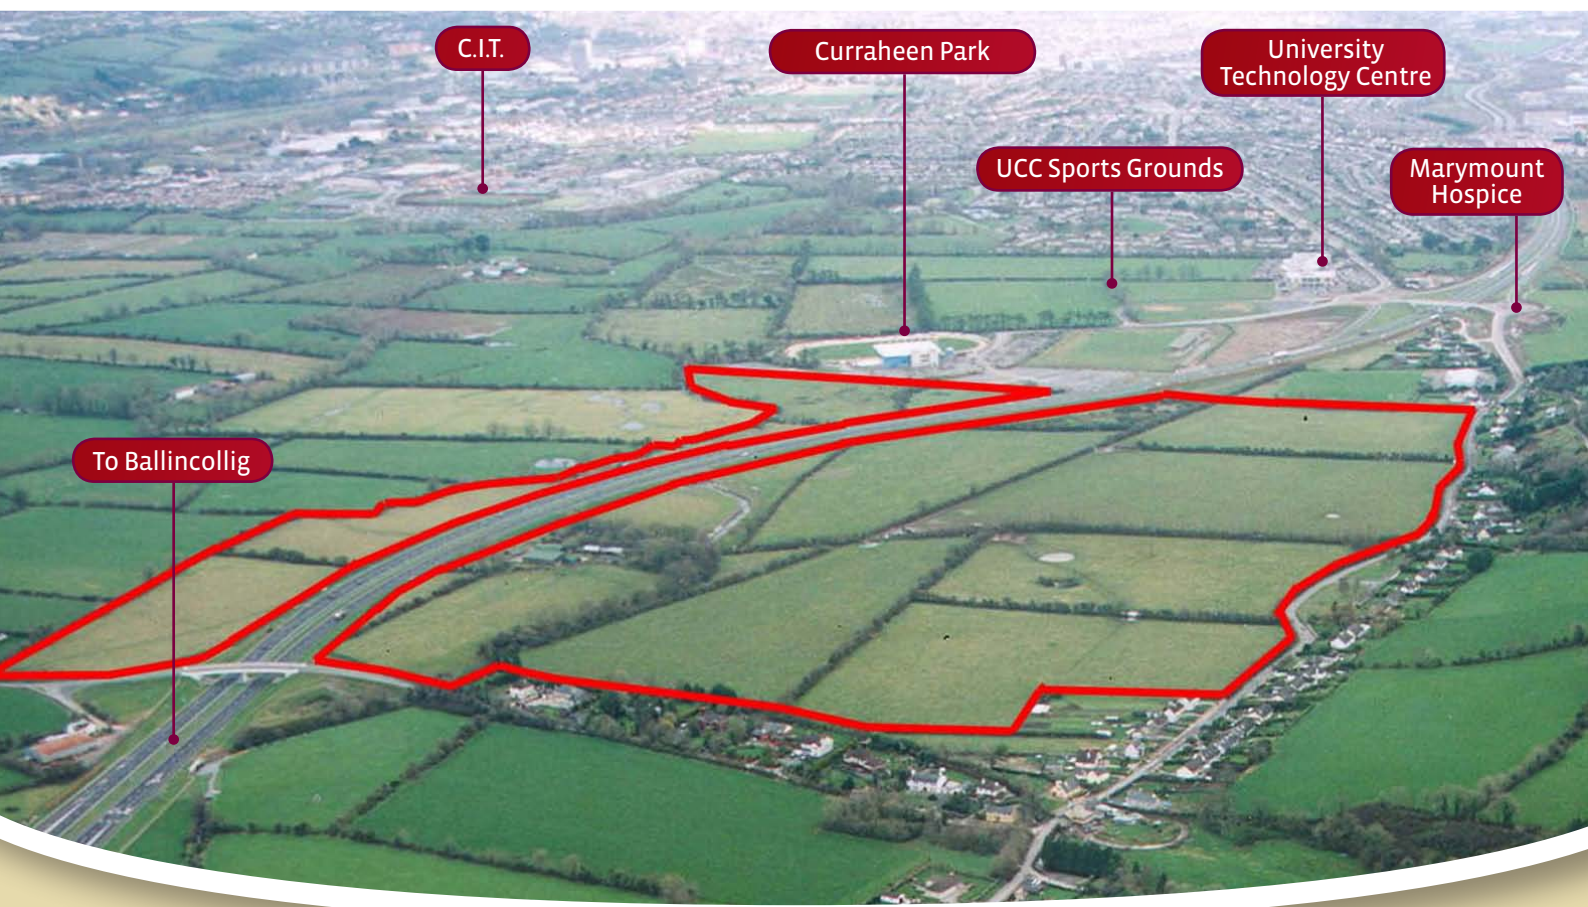 C.I.T.
Curraheen Park
University
Technology Centre
UCC Sports Grounds
Marymount
Hospice
To Ballincollig